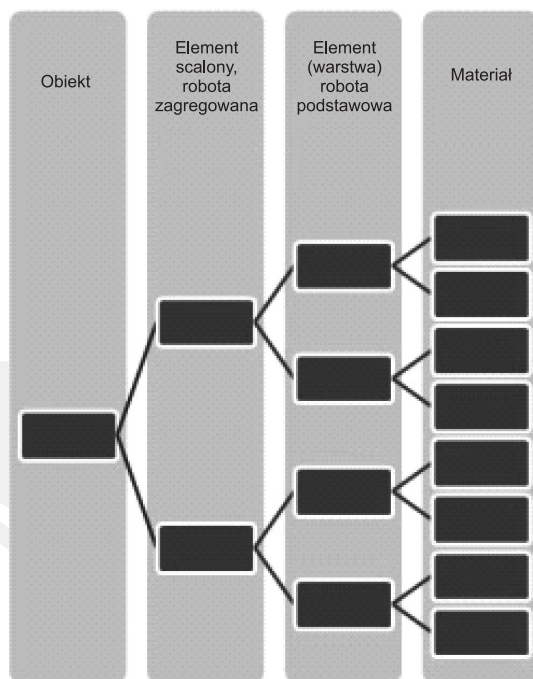 Obiekt
Element
scalony,
robota
zagregowana
Element
(warstwa)
robota
podstawowa
Materiał